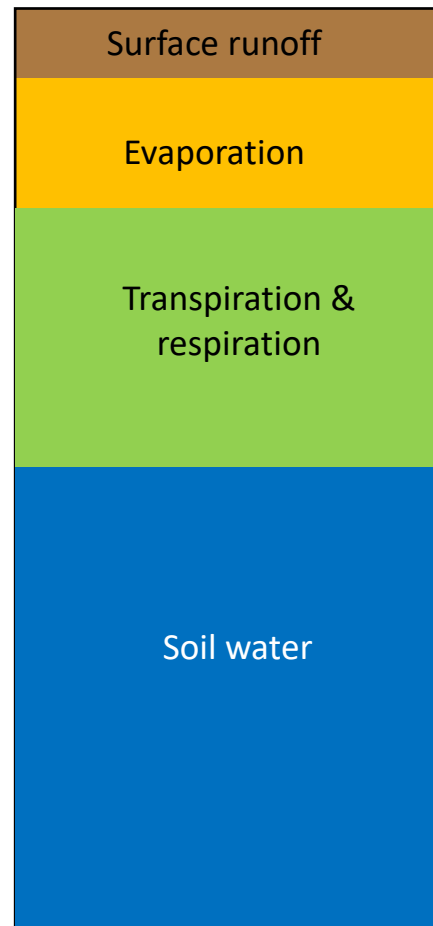 Surface runoff
Evaporation
Transpiration &
respiration
Soil water